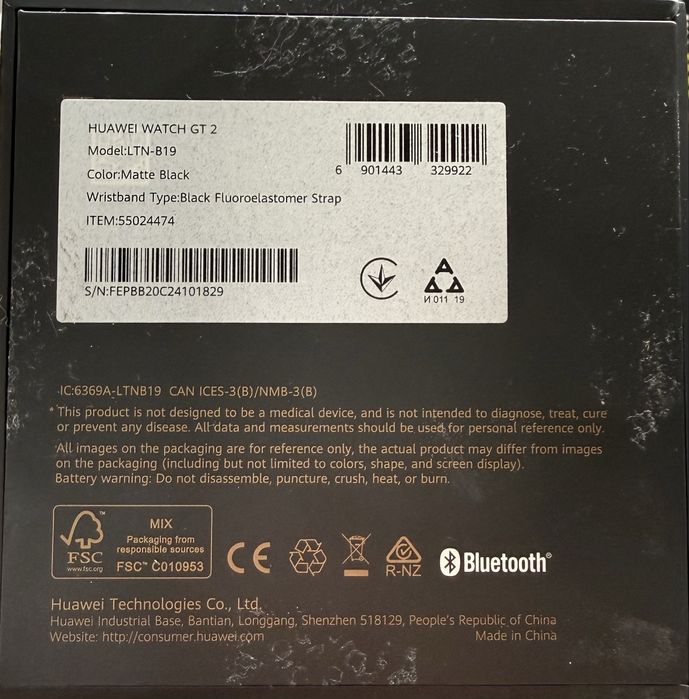 HUAWEI WATCH GT 2
Model:LTN-B19
Color:Matte Black
Wristband Type:Black Fluoroelastomer Strap
ITEM:55024474
6 901443 329922
S/N:FEPBB20C24101829
И 011 19
IC:6369A-LTNB19 CAN ICES-3(B)/NMB-3(B)
*This product is not designed to be a medical device, and is not intended to diagnose, treat, cure
or prevent any disease. All data and measurements should be used for personal reference only.
All images on the packaging are for reference only, the actual product may differ from images
on the packaging (including but not limited to colors, shape, and screen display).
Battery warning: Do not disassemble, puncture, crush, heat, or burn.
FSC
www.fsc.org
MIX
Packaging from
responsible sources
FSC™ C010953
CE
R-NZ
Bluetooth®
Huawei Technologies Co., Ltd.
Huawei Industrial Base, Bantian, Longgang, Shenzhen 518129, People's Republic of China
Website: http://consumer.huawei.com
Made in China